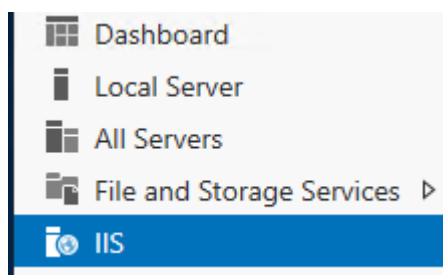 Dashboard
Local Server
All Servers
File and Storage Services
IIS